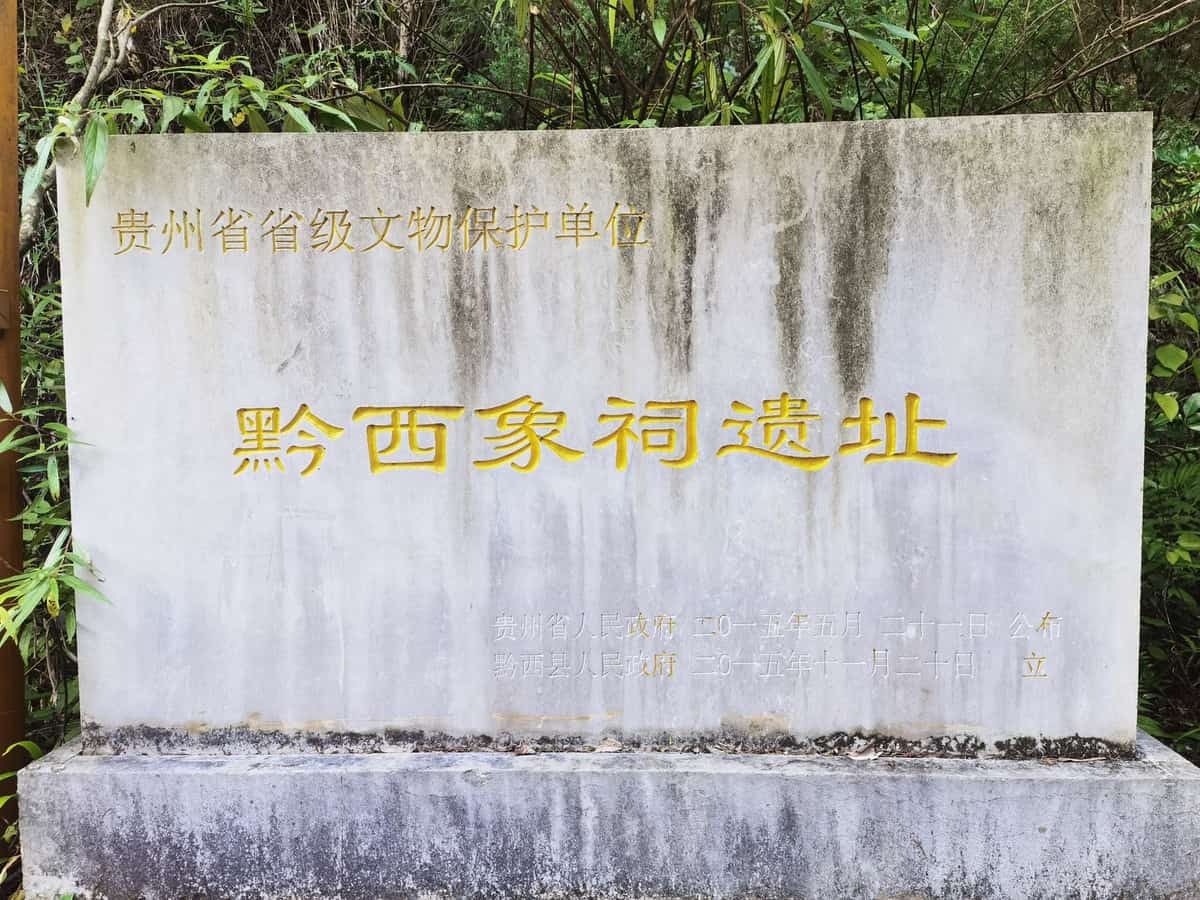 贵州省省级文物保护单位
黔西象祠遗址
贵州省人民政府 二0一五年五月 二十一日 公布
黔西县人民政府 二0一五年十一月二十日 立